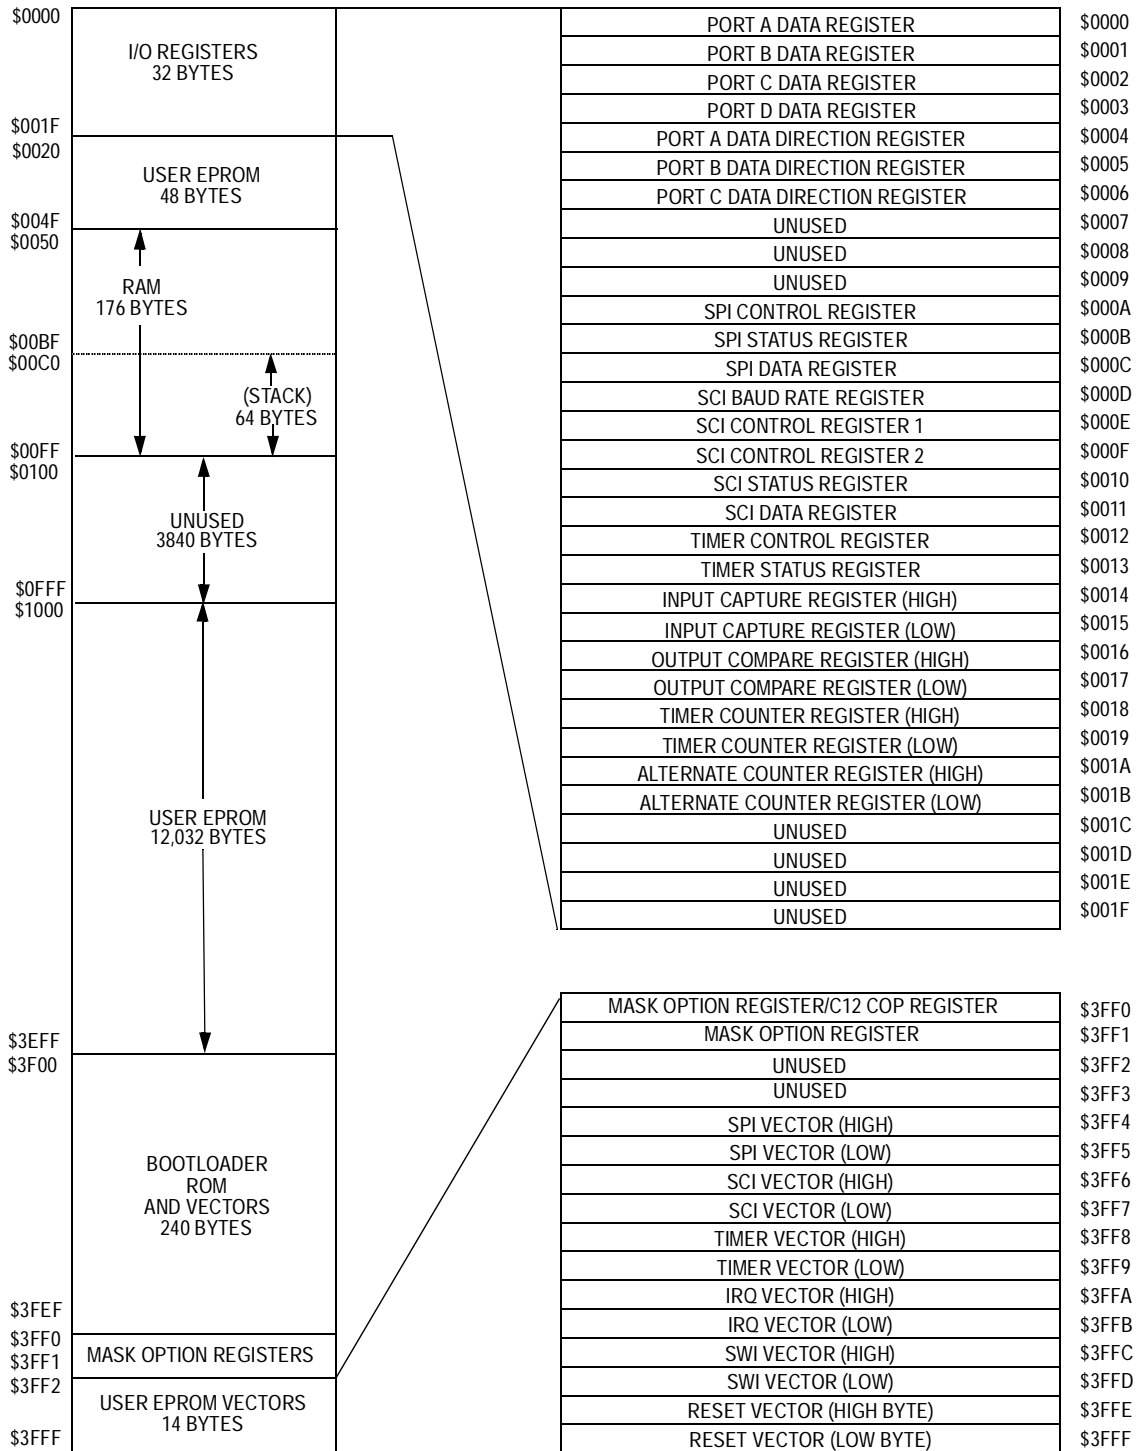 $0000
I/O REGISTERS
32 BYTES
$001F
$0020
USER EPROM
48 BYTES
$004F
$0050
RAM
176 BYTES
$00BF
$00C0
(STACK)
64 BYTES
$00FF
$0100
UNUSED
3840 BYTES
$0FFF
$1000
USER EPROM
12,032 BYTES
$3EFF
$3F00
BOOTLOADER
ROM
AND VECTORS
240 BYTES
$3FEF
$3FF0
$3FF1
MASK OPTION REGISTERS
$3FF2
USER EPROM VECTORS
14 BYTES
$3FFF
PORT A DATA REGISTER $0000
PORT B DATA REGISTER $0001
PORT C DATA REGISTER $0002
PORT D DATA REGISTER $0003
PORT A DATA DIRECTION REGISTER $0004
PORT B DATA DIRECTION REGISTER $0005
PORT C DATA DIRECTION REGISTER $0006
UNUSED $0007
UNUSED $0008
UNUSED $0009
SPI CONTROL REGISTER $000A
SPI STATUS REGISTER $000B
SPI DATA REGISTER $000C
SCI BAUD RATE REGISTER $000D
SCI CONTROL REGISTER 1 $000E
SCI CONTROL REGISTER 2 $000F
SCI STATUS REGISTER $0010
SCI DATA REGISTER $0011
TIMER CONTROL REGISTER $0012
TIMER STATUS REGISTER $0013
INPUT CAPTURE REGISTER (HIGH) $0014
INPUT CAPTURE REGISTER (LOW) $0015
OUTPUT COMPARE REGISTER (HIGH) $0016
OUTPUT COMPARE REGISTER (LOW) $0017
TIMER COUNTER REGISTER (HIGH) $0018
TIMER COUNTER REGISTER (LOW) $0019
ALTERNATE COUNTER REGISTER (HIGH) $001A
ALTERNATE COUNTER REGISTER (LOW) $001B
UNUSED $001C
UNUSED $001D
UNUSED $001E
UNUSED $001F
MASK OPTION REGISTER/C12 COP REGISTER $3FF0
MASK OPTION REGISTER $3FF1
UNUSED $3FF2
UNUSED $3FF3
SPI VECTOR (HIGH) $3FF4
SPI VECTOR (LOW) $3FF5
SCI VECTOR (HIGH) $3FF6
SCI VECTOR (LOW) $3FF7
TIMER VECTOR (HIGH) $3FF8
TIMER VECTOR (LOW) $3FF9
IRQ VECTOR (HIGH) $3FFA
IRQ VECTOR (LOW) $3FFB
SWI VECTOR (HIGH) $3FFC
SWI VECTOR (LOW) $3FFD
RESET VECTOR (HIGH BYTE) $3FFE
RESET VECTOR (LOW BYTE) $3FFF